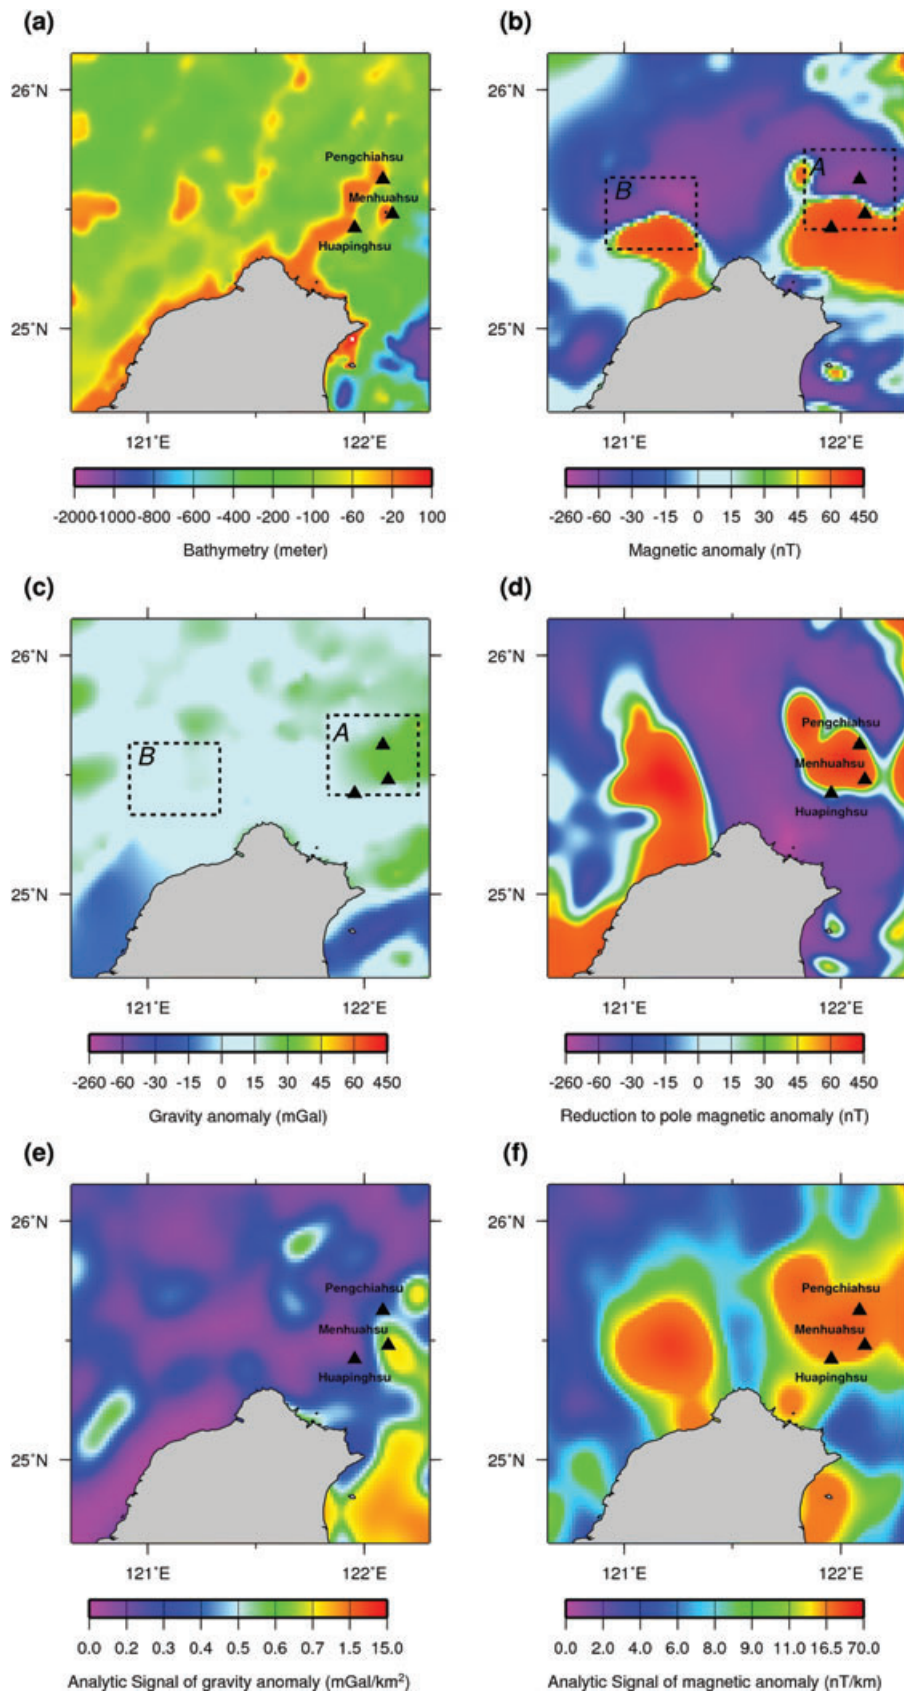 (a)
26°N
Pengchiahsu
Menhuahsu
Huapinghsu
25°N
121°E 122°E
-2000 -1000 -800 -600 -400 -200 -100 -60 -20 100
Bathymetry (meter)
(b)
26°N
B
A
25°N
121°E 122°E
-260 -60 -30 -15 0 15 30 45 60 450
Magnetic anomaly (nT)
(c)
26°N
B
A
25°N
121°E 122°E
-260 -60 -30 -15 0 15 30 45 60 450
Gravity anomaly (mGal)
(d)
26°N
Pengchiahsu
Menhuahsu
Huapinghsu
25°N
121°E 122°E
-260 -60 -30 -15 0 15 30 45 60 450
Reduction to pole magnetic anomaly (nT)
(e)
26°N
Pengchiahsu
Menhuahsu
Huapinghsu
25°N
121°E 122°E
0.0 0.2 0.3 0.4 0.5 0.6 0.7 1.5 15.0
Analytic Signal of gravity anomaly (mGal/km²)
(f)
26°N
Pengchiahsu
Menhuahsu
Huapinghsu
25°N
121°E 122°E
0.0 2.0 4.0 6.0 8.0 9.0 11.0 16.5 70.0
Analytic Signal of magnetic anomaly (nT/km)